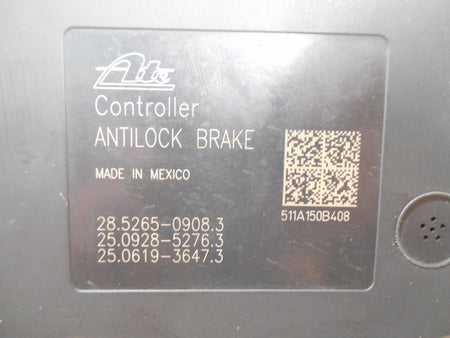 Ate
Controller
ANTILOCK BRAKE
MADE IN MEXICO
511A150B408
28.5265-0908.3
25.0928-5276.3
25.0619-3647.3